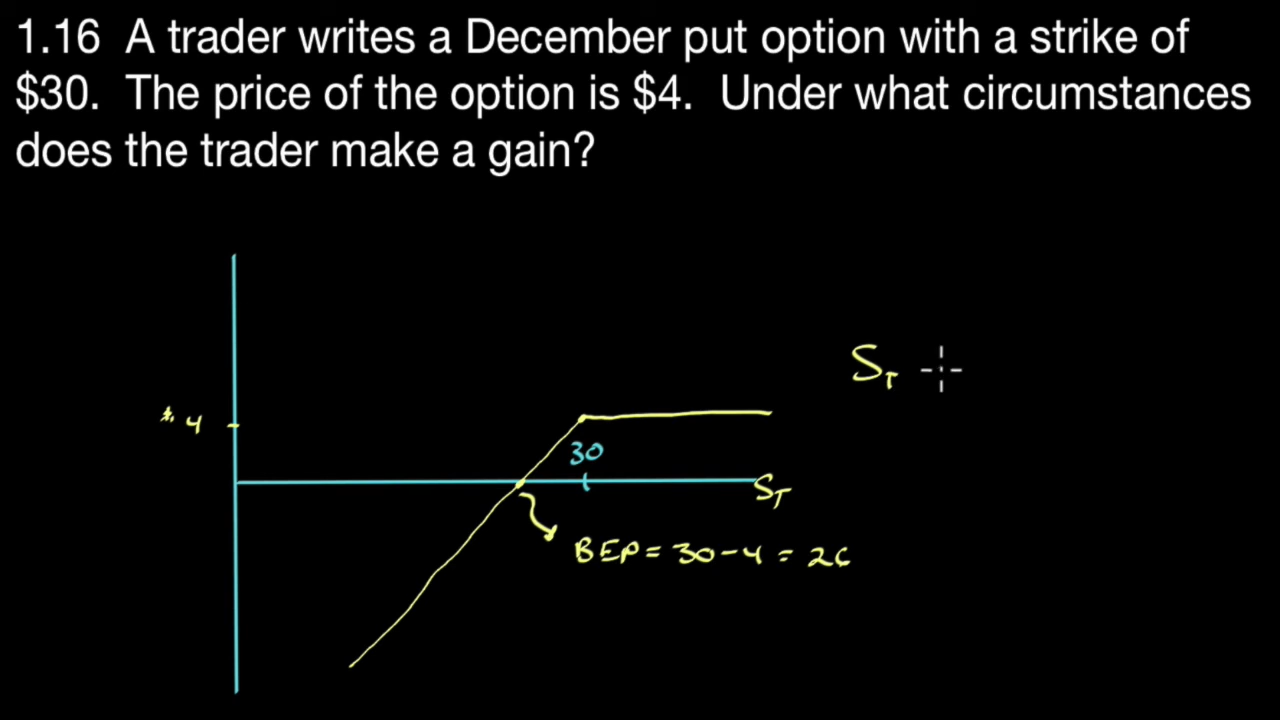 1.16 A trader writes a December put option with a strike of
$30. The price of the option is $4. Under what circumstances
does the trader make a gain?
S_T
$4
30
S_T
BEP = 30 - 4 = 26